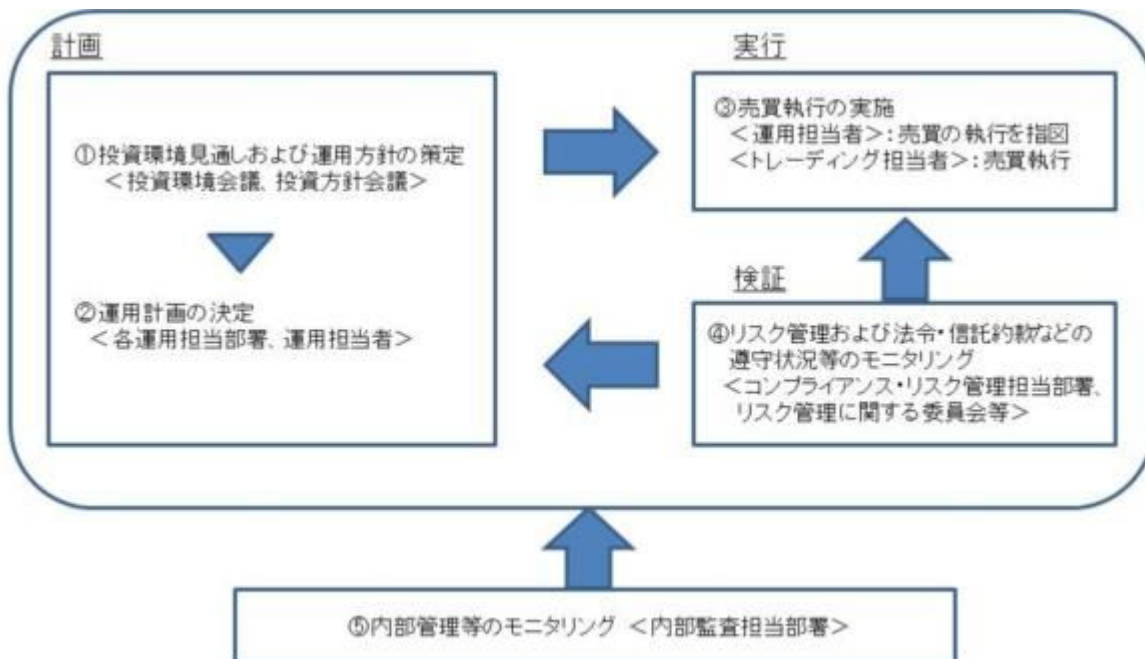 計画
①投資環境見通しおよび運用方針の策定
＜投資環境会議、投資方針会議＞
②運用計画の決定
＜各運用担当部署、運用担当者＞
実行
③売買執行の実施
＜運用担当者＞：売買の執行を指図
＜トレーディング担当者＞：売買執行
検証
④リスク管理および法令・信託約款などの
遵守状況等のモニタリング
＜コンプライアンス・リスク管理担当部署、
リスク管理に関する委員会等＞
⑤内部管理等のモニタリング ＜内部監査担当部署＞